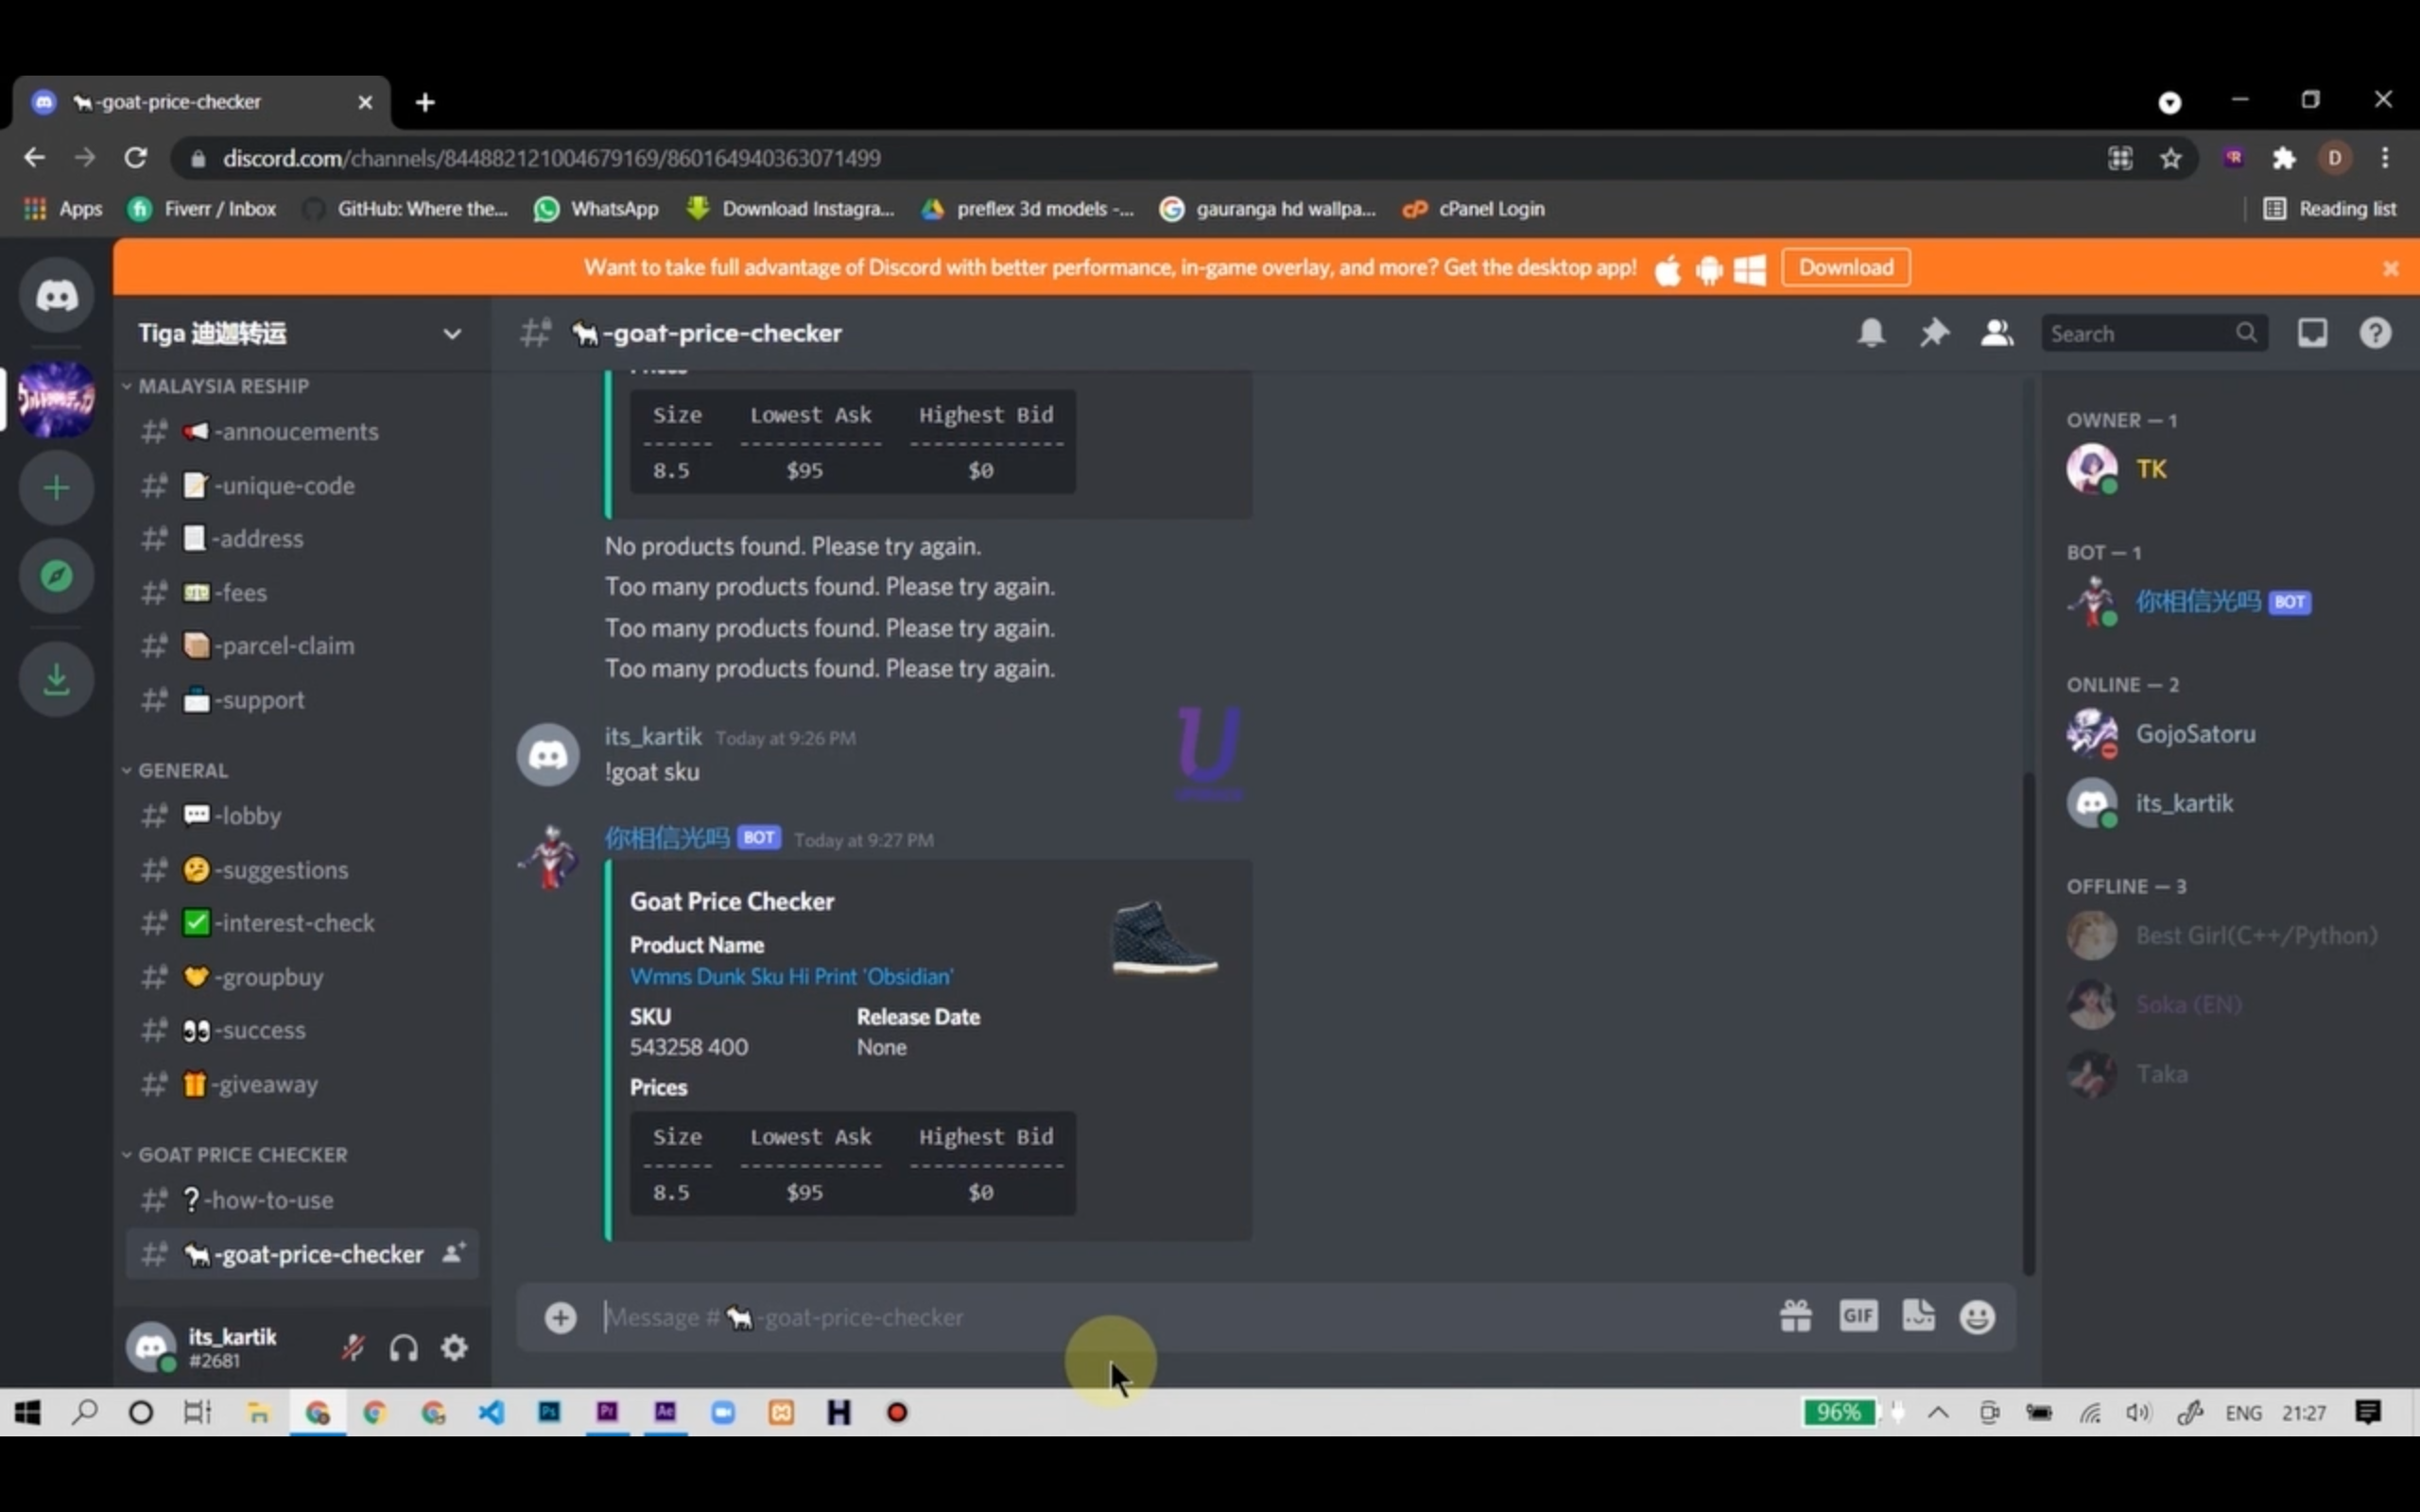 -goat-price-checker
discord.com/channels/844882121004679169/860164940363071499
Apps
Fiverr / Inbox
GitHub: Where the...
WhatsApp
Download Instagra...
preflex 3d models -...
gauranga hd wallpa...
cPanel Login
Reading list
Want to take full advantage of Discord with better performance, in-game overlay, and more? Get the desktop app!
Download
Tiga 迪迦转运
-goat-price-checker
Search
MALAYSIA RESHIP
-annoucements
-unique-code
-address
-fees
-parcel-claim
-support
GENERAL
-lobby
-suggestions
-interest-check
-groupbuy
-success
-giveaway
GOAT PRICE CHECKER
-how-to-use
-goat-price-checker
its_kartik
#2681
Prices
Size Lowest Ask Highest Bid
------ ------------ -------------
8.5 $95 $0
No products found. Please try again.
Too many products found. Please try again.
Too many products found. Please try again.
Too many products found. Please try again.
its_kartik Today at 9:26 PM
!goat sku
U
你相信光吗 BOT Today at 9:27 PM
Goat Price Checker
Product Name
Wmns Dunk Sku Hi Print 'Obsidian'
SKU Release Date
543258 400 None
Prices
Size Lowest Ask Highest Bid
------ ------------ -------------
8.5 $95 $0
Message # -goat-price-checker
GIF
OWNER — 1
TK
BOT — 1
你相信光吗 BOT
ONLINE — 2
GojoSatoru
its_kartik
OFFLINE — 3
Best Girl(C++/Python)
Soka (EN)
Taka
Ps
Pr
Ae
H
96%
ENG
21:27